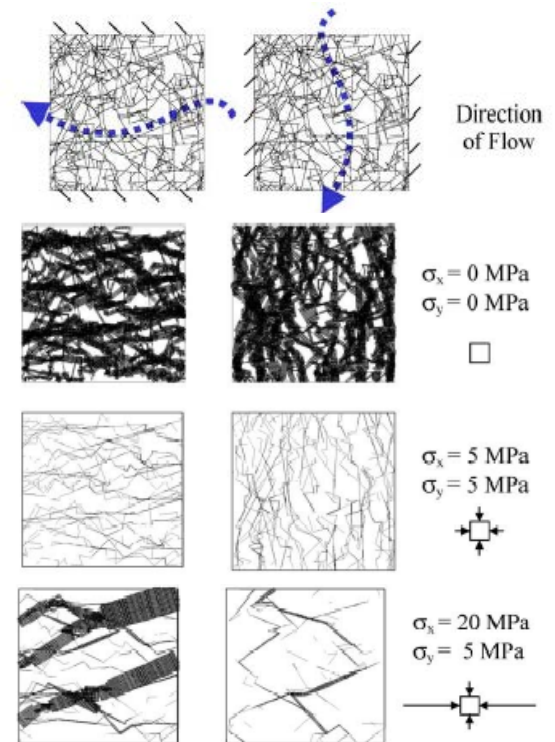 Direction
of Flow
σx = 0 MPa
σy = 0 MPa
σx = 5 MPa
σy = 5 MPa
σx = 20 MPa
σy = 5 MPa